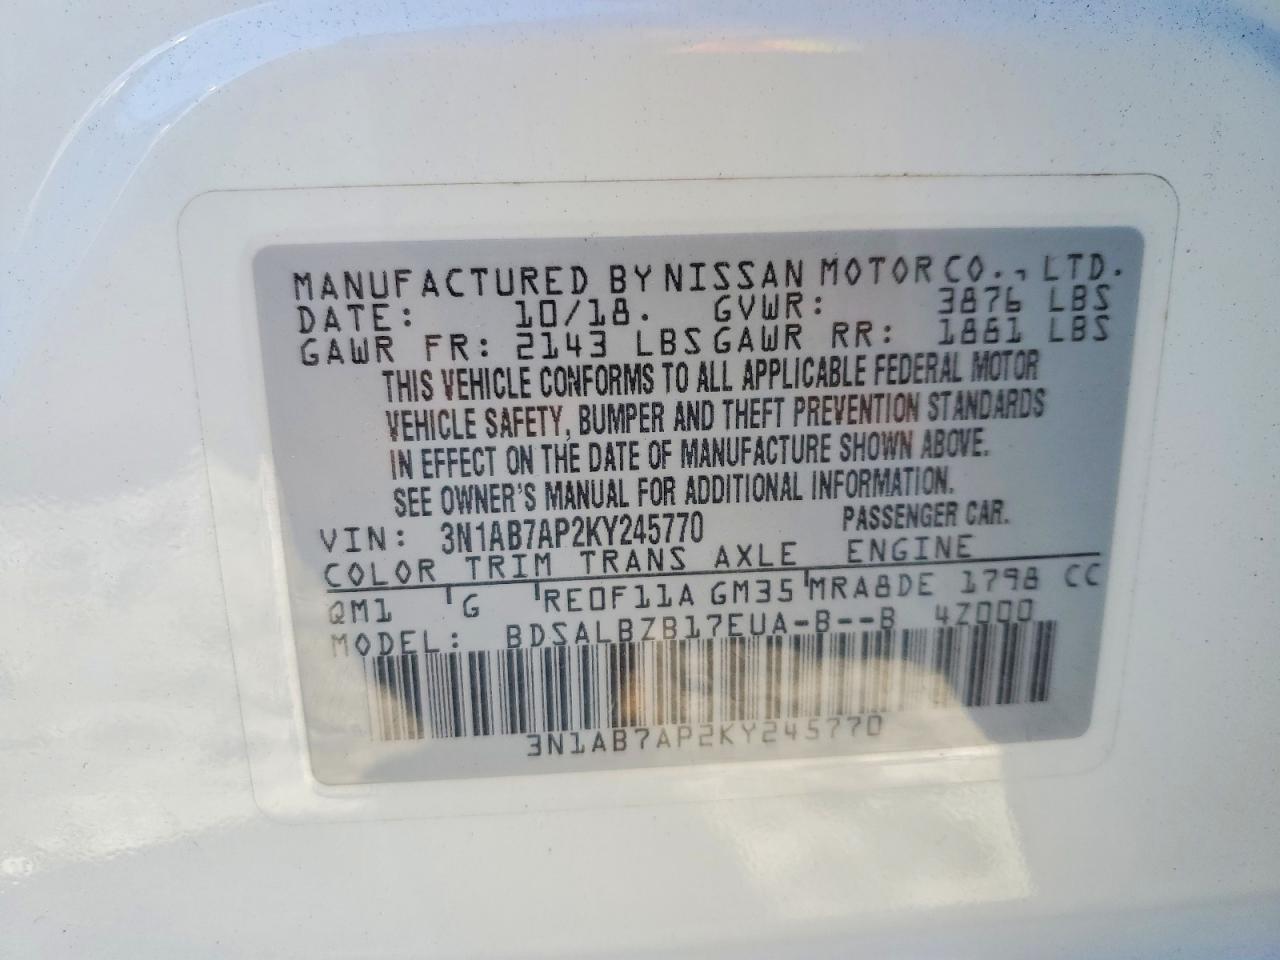 MANUFACTURED BY NISSAN MOTOR CO., LTD.
DATE: 10/18. GVWR: 3876 LBS
GAWR FR: 2143 LBS GAWR RR: 1861 LBS
THIS VEHICLE CONFORMS TO ALL APPLICABLE FEDERAL MOTOR
VEHICLE SAFETY, BUMPER AND THEFT PREVENTION STANDARDS
IN EFFECT ON THE DATE OF MANUFACTURE SHOWN ABOVE.
SEE OWNER'S MANUAL FOR ADDITIONAL INFORMATION.
VIN: 3N1AB7AP2KY245770 PASSENGER CAR.
COLOR TRIM TRANS AXLE ENGINE
QM1 G RE0F11A GM35 MRA8DE 1798 CC
MODEL: BDSALBZB17EUA-B--B 4Z000
3N1AB7AP2KY245770